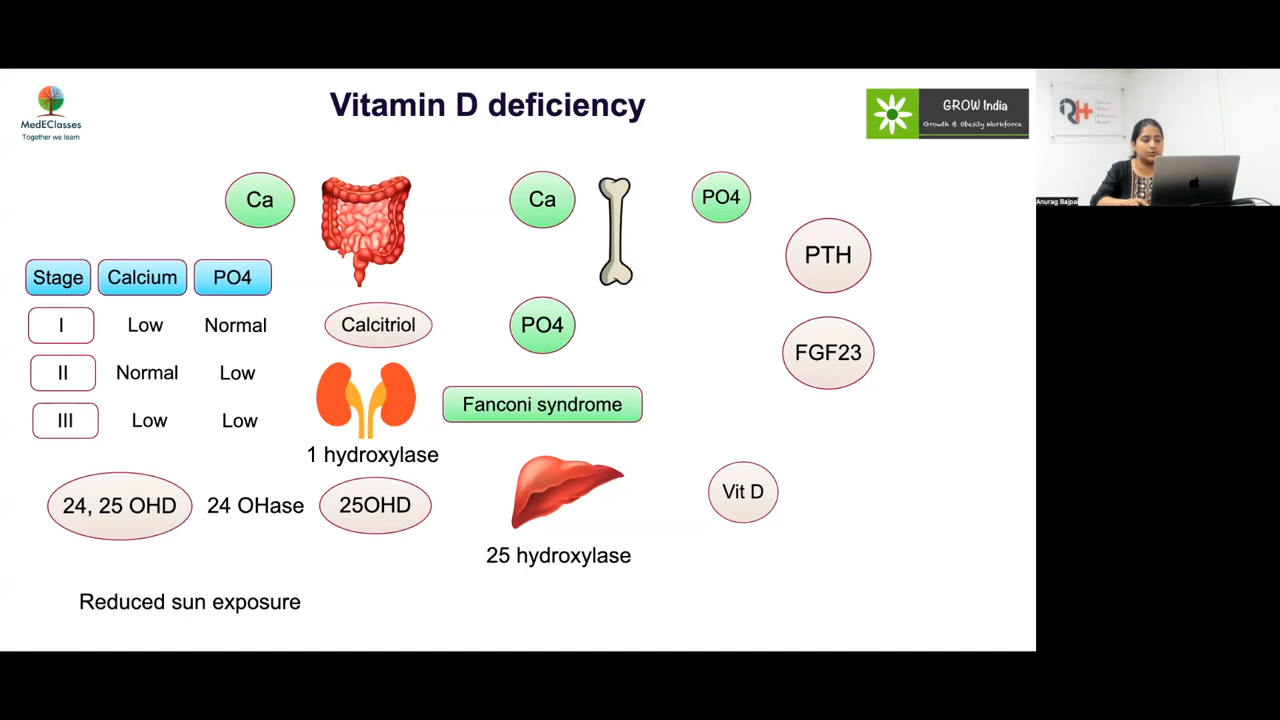 Vitamin D deficiency
MedEClasses
Together we learn
GROW India
Growth & Obesity Workforce
Anurag Bajpai
Ca
Ca
PO4
PTH
Stage Calcium PO4
I Low Normal
Calcitriol
PO4
FGF23
II Normal Low
III Low Low
Fanconi syndrome
1 hydroxylase
24, 25 OHD 24 OHase 25OHD
Vit D
25 hydroxylase
Reduced sun exposure